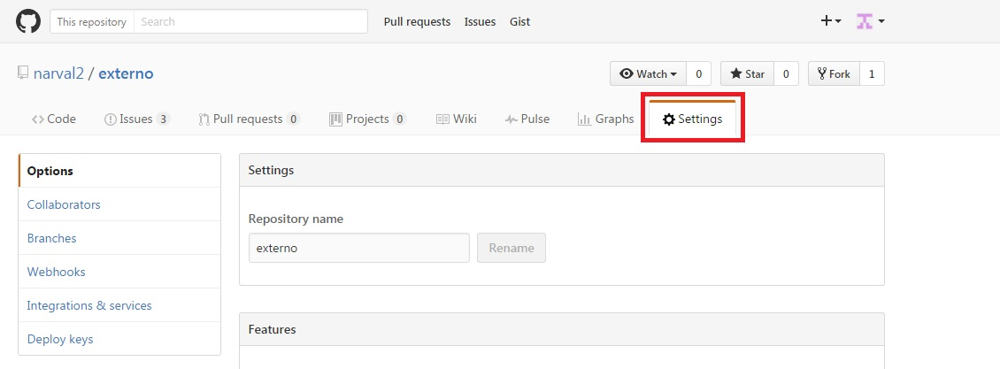 This repository Search Pull requests Issues Gist
narval2 / externo Watch 0 Star 0 Fork 1
Code Issues 3 Pull requests 0 Projects 0 Wiki Pulse Graphs Settings
Options
Collaborators
Branches
Webhooks
Integrations & services
Deploy keys
Settings
Repository name
externo Rename
Features